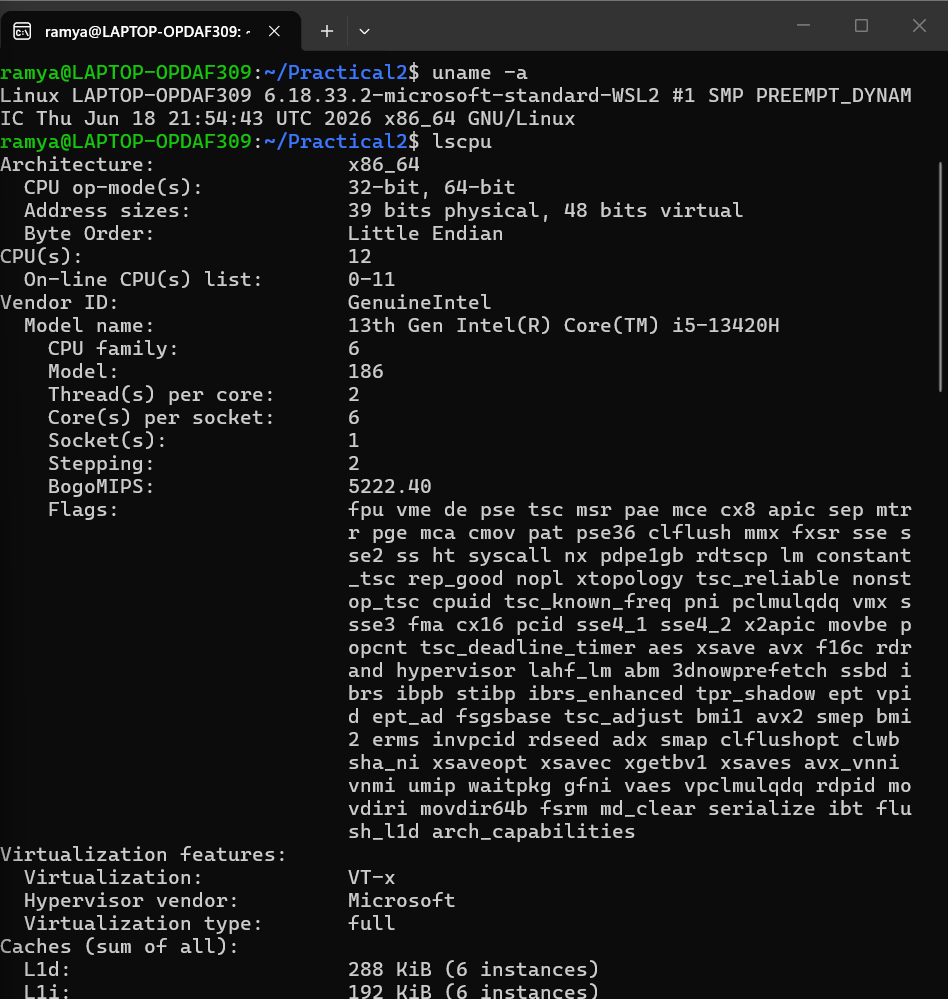 ramya@LAPTOP-OPDAF309: ~
ramya@LAPTOP-OPDAF309:~/Practical2$ uname -a
Linux LAPTOP-OPDAF309 6.18.33.2-microsoft-standard-WSL2 #1 SMP PREEMPT_DYNAM
IC Thu Jun 18 21:54:43 UTC 2026 x86_64 GNU/Linux
ramya@LAPTOP-OPDAF309:~/Practical2$ lscpu
Architecture: x86_64
CPU op-mode(s): 32-bit, 64-bit
Address sizes: 39 bits physical, 48 bits virtual
Byte Order: Little Endian
CPU(s): 12
On-line CPU(s) list: 0-11
Vendor ID: GenuineIntel
Model name: 13th Gen Intel(R) Core(TM) i5-13420H
CPU family: 6
Model: 186
Thread(s) per core: 2
Core(s) per socket: 6
Socket(s): 1
Stepping: 2
BogoMIPS: 5222.40
Flags: fpu vme de pse tsc msr pae mce cx8 apic sep mtr
r pge mca cmov pat pse36 clflush mmx fxsr sse s
se2 ss ht syscall nx pdpe1gb rdtscp lm constant
_tsc rep_good nopl xtopology tsc_reliable nonst
op_tsc cpuid tsc_known_freq pni pclmulqdq vmx s
sse3 fma cx16 pcid sse4_1 sse4_2 x2apic movbe p
opcnt tsc_deadline_timer aes xsave avx f16c rdr
and hypervisor lahf_lm abm 3dnowprefetch ssbd i
brs ibpb stibp ibrs_enhanced tpr_shadow ept vpi
d ept_ad fsgsbase tsc_adjust bmi1 avx2 smep bmi
2 erms invpcid rdseed adx smap clflushopt clwb
sha_ni xsaveopt xsavec xgetbv1 xsaves avx_vnni
vnmi umip waitpkg gfni vaes vpclmulqdq rdpid mo
vdiri movdir64b fsrm md_clear serialize ibt flu
sh_l1d arch_capabilities
Virtualization features:
Virtualization: VT-x
Hypervisor vendor: Microsoft
Virtualization type: full
Caches (sum of all):
L1d: 288 KiB (6 instances)
L1i: 192 KiB (6 instances)